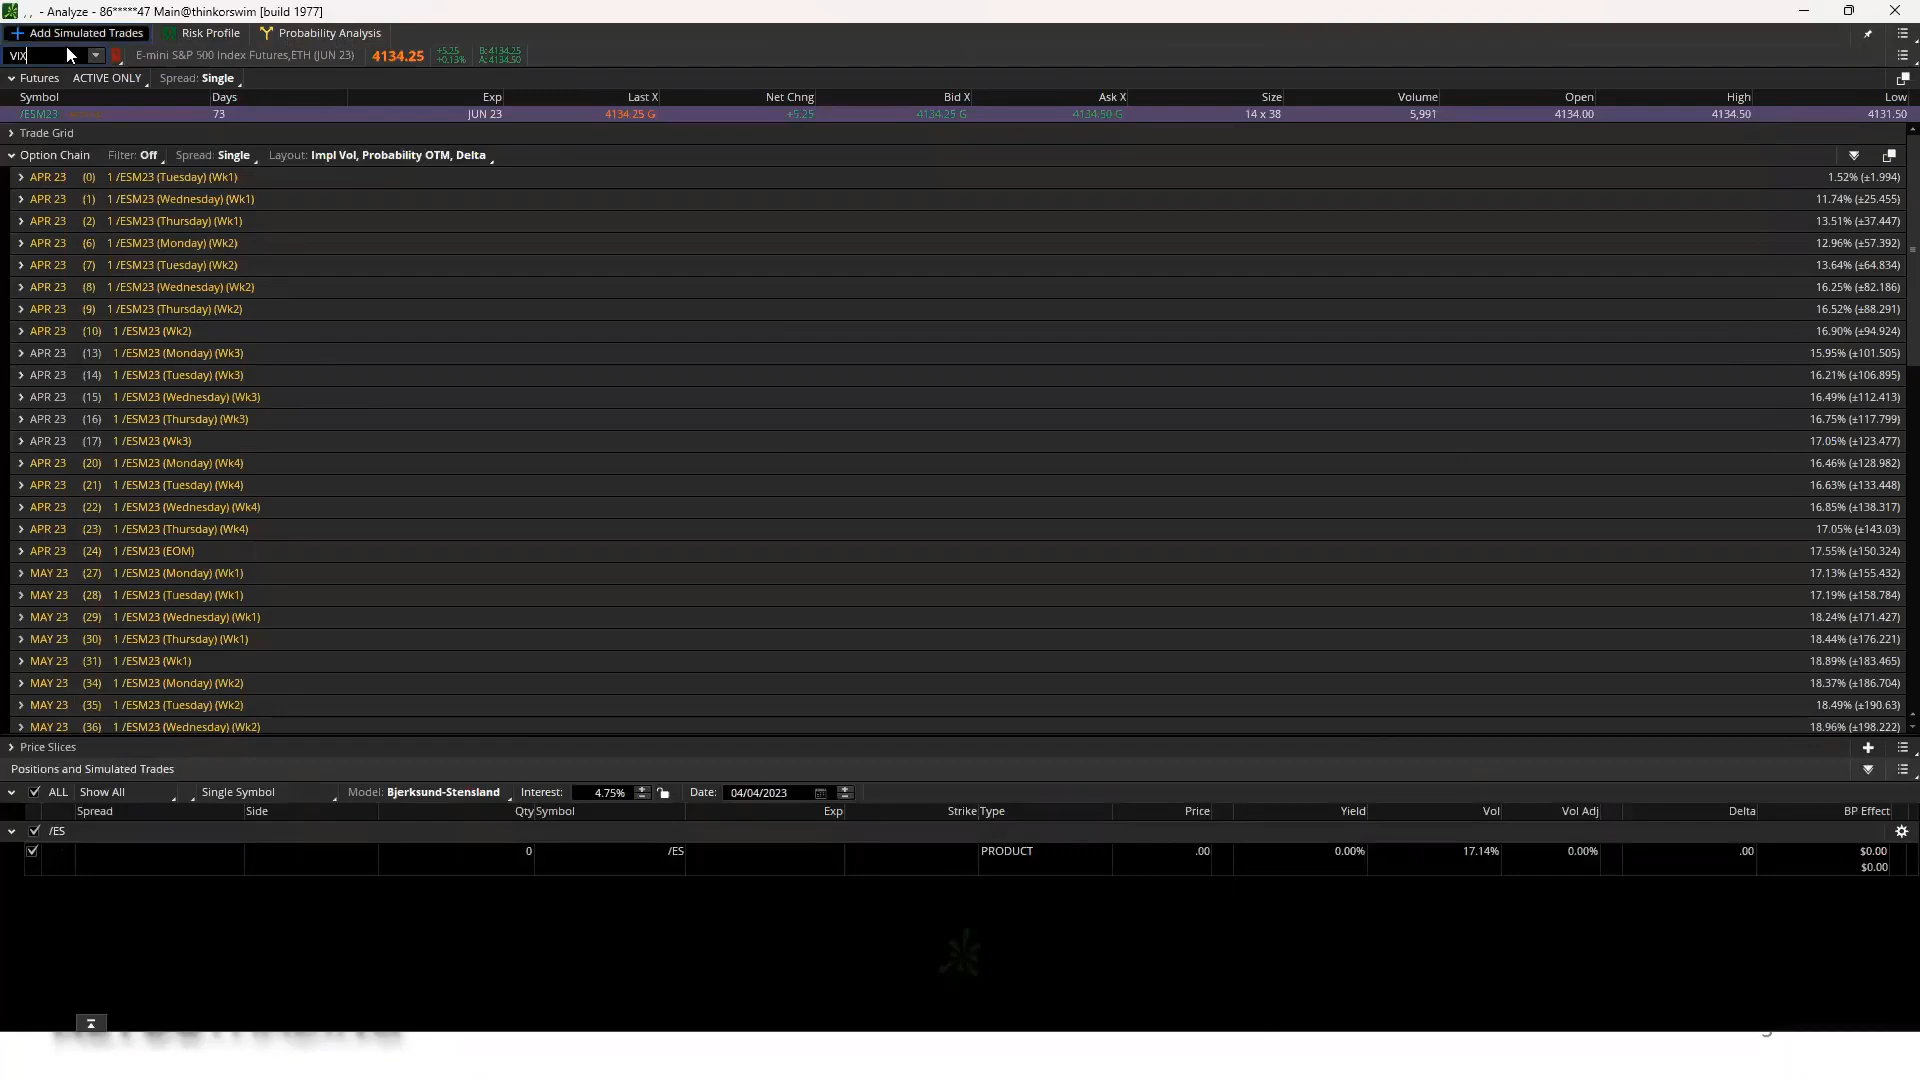 , , - Analyze - 86*****47 Main@thinkorswim [build 1977]
Add Simulated Trades Risk Profile Probability Analysis
VIX E-mini S&P 500 Index Futures,ETH (JUN 23) 4134.25 +5.25 +0.13% B: 4134.25 A: 4134.50
Futures ACTIVE ONLY Spread: Single
Symbol Days Exp Last X Net Chng Bid X Ask X Size Volume Open High Low
/ESM23 73 JUN 23 4134.25 G +5.25 4134.25 G 4134.50 G 14 x 38 5,991 4134.00 4134.50 4131.50
Trade Grid
Option Chain Filter: Off Spread: Single Layout: Impl Vol, Probability OTM, Delta
APR 23 (0) 1 /ESM23 (Tuesday) (Wk1) 1.52% (±1.994)
APR 23 (1) 1 /ESM23 (Wednesday) (Wk1) 11.74% (±25.455)
APR 23 (2) 1 /ESM23 (Thursday) (Wk1) 13.51% (±37.447)
APR 23 (6) 1 /ESM23 (Monday) (Wk2) 12.96% (±57.392)
APR 23 (7) 1 /ESM23 (Tuesday) (Wk2) 13.64% (±64.834)
APR 23 (8) 1 /ESM23 (Wednesday) (Wk2) 16.25% (±82.186)
APR 23 (9) 1 /ESM23 (Thursday) (Wk2) 16.52% (±88.291)
APR 23 (10) 1 /ESM23 (Wk2) 16.90% (±94.924)
APR 23 (13) 1 /ESM23 (Monday) (Wk3) 15.95% (±101.505)
APR 23 (14) 1 /ESM23 (Tuesday) (Wk3) 16.21% (±106.895)
APR 23 (15) 1 /ESM23 (Wednesday) (Wk3) 16.49% (±112.413)
APR 23 (16) 1 /ESM23 (Thursday) (Wk3) 16.75% (±117.799)
APR 23 (17) 1 /ESM23 (Wk3) 17.05% (±123.477)
APR 23 (20) 1 /ESM23 (Monday) (Wk4) 16.46% (±128.982)
APR 23 (21) 1 /ESM23 (Tuesday) (Wk4) 16.63% (±133.448)
APR 23 (22) 1 /ESM23 (Wednesday) (Wk4) 16.85% (±138.317)
APR 23 (23) 1 /ESM23 (Thursday) (Wk4) 17.05% (±143.03)
APR 23 (24) 1 /ESM23 (EOM) 17.55% (±150.324)
MAY 23 (27) 1 /ESM23 (Monday) (Wk1) 17.13% (±155.432)
MAY 23 (28) 1 /ESM23 (Tuesday) (Wk1) 17.19% (±158.784)
MAY 23 (29) 1 /ESM23 (Wednesday) (Wk1) 18.24% (±171.427)
MAY 23 (30) 1 /ESM23 (Thursday) (Wk1) 18.44% (±176.221)
MAY 23 (31) 1 /ESM23 (Wk1) 18.89% (±183.465)
MAY 23 (34) 1 /ESM23 (Monday) (Wk2) 18.37% (±186.704)
MAY 23 (35) 1 /ESM23 (Tuesday) (Wk2) 18.49% (±190.63)
MAY 23 (36) 1 /ESM23 (Wednesday) (Wk2) 18.96% (±198.222)
Price Slices
Positions and Simulated Trades
ALL Show All Single Symbol Model: Bjerksund-Stensland Interest: 4.75% Date: 04/04/2023
Spread Side Qty Symbol Exp Strike Type Price Yield Vol Vol Adj Delta BP Effect
/ES
0 /ES PRODUCT .00 0.00% 17.14% 0.00% .00 $0.00
$0.00